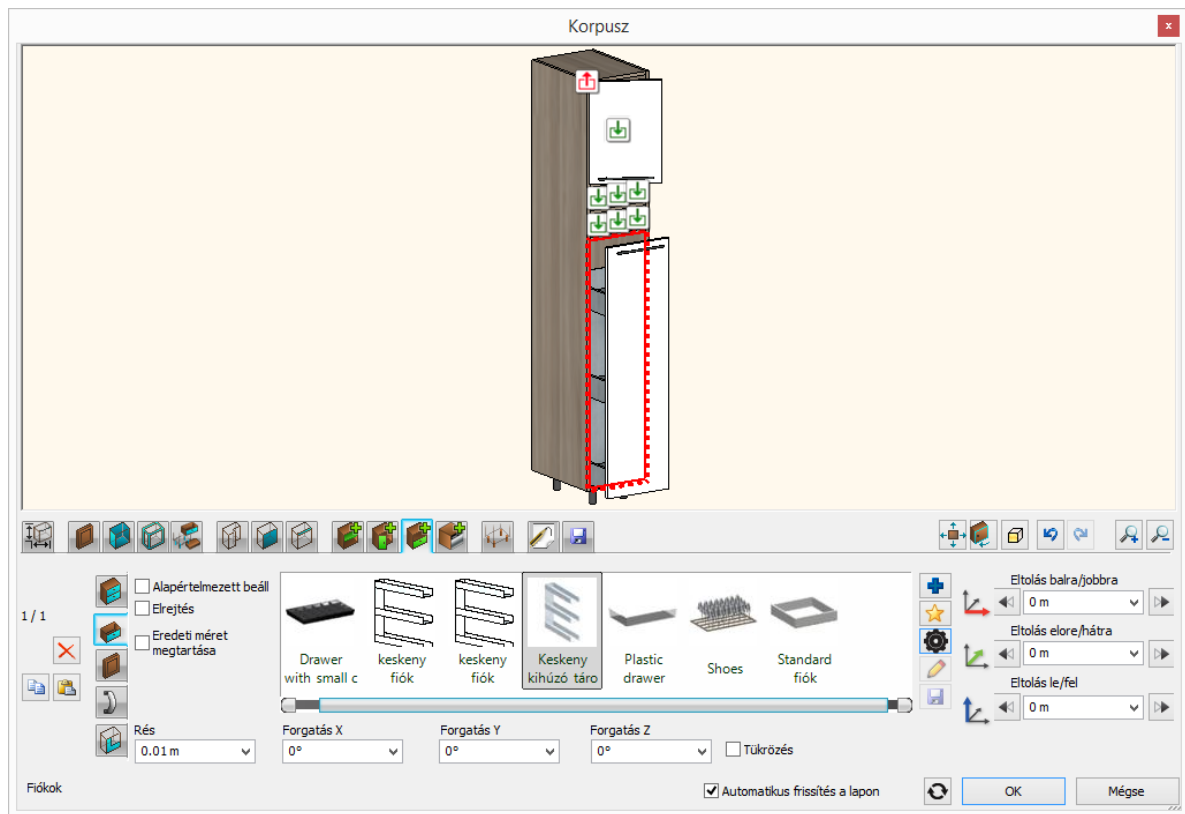 Korpusz
x
Alapértelmezett beáll
Elrejtés
Eredeti méret
megtartása
1 / 1
Drawer
with small c
keskeny
fiók
keskeny
fiók
Keskeny
kihúzó táro
Plastic
drawer
Shoes
Standard
fiók
Eltolás balra/jobbra
0 m
Eltolás elore/hátra
0 m
Eltolás le/fel
0 m
Rés
0.01 m
Forgatás X
0°
Forgatás Y
0°
Forgatás Z
0°
Tükrözés
Fiókok
Automatikus frissítés a lapon
OK
Mégse